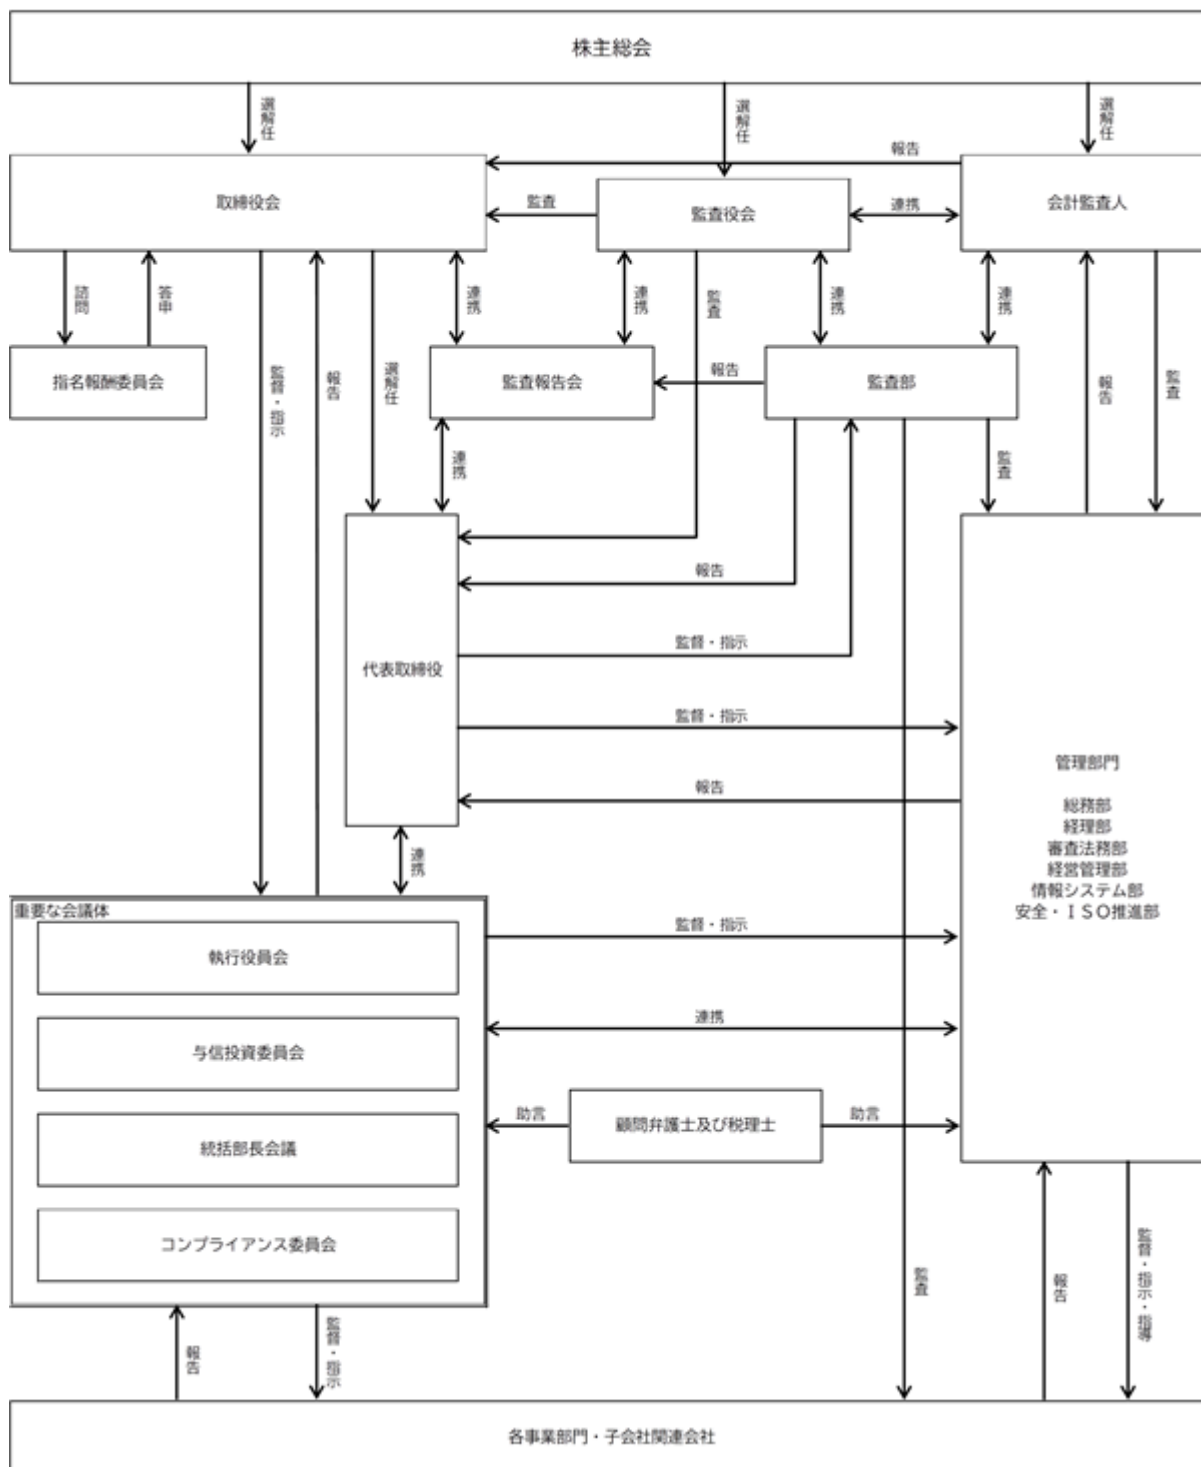 株主総会
選解任
選解任
選解任
報告
取締役会
監査
監査役会
連携
会計監査人
諮問
答申
連携
連携
監査
連携
連携
監督・指示
報告
選解任
報告
監査
指名報酬委員会
監査報告会
報告
監査部
連携
監査
報告
監督・指示
代表取締役
監督・指示
報告
管理部門
総務部
経理部
審査法務部
経営管理部
情報システム部
安全・ISO推進部
連携
重要な会議体
執行役員会
監督・指示
与信投資委員会
連携
統括部長会議
助言
顧問弁護士及び税理士
助言
コンプライアンス委員会
報告
監督・指示
監査
報告
監督・指示・指導
各事業部門・子会社関連会社